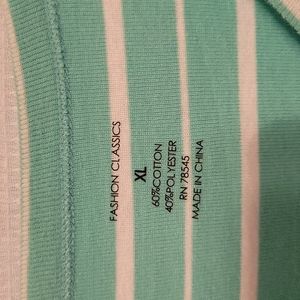 FASHION CLASSICS
XL
60%COTTON
40%POLYESTER
RN 78545
MADE IN CHINA